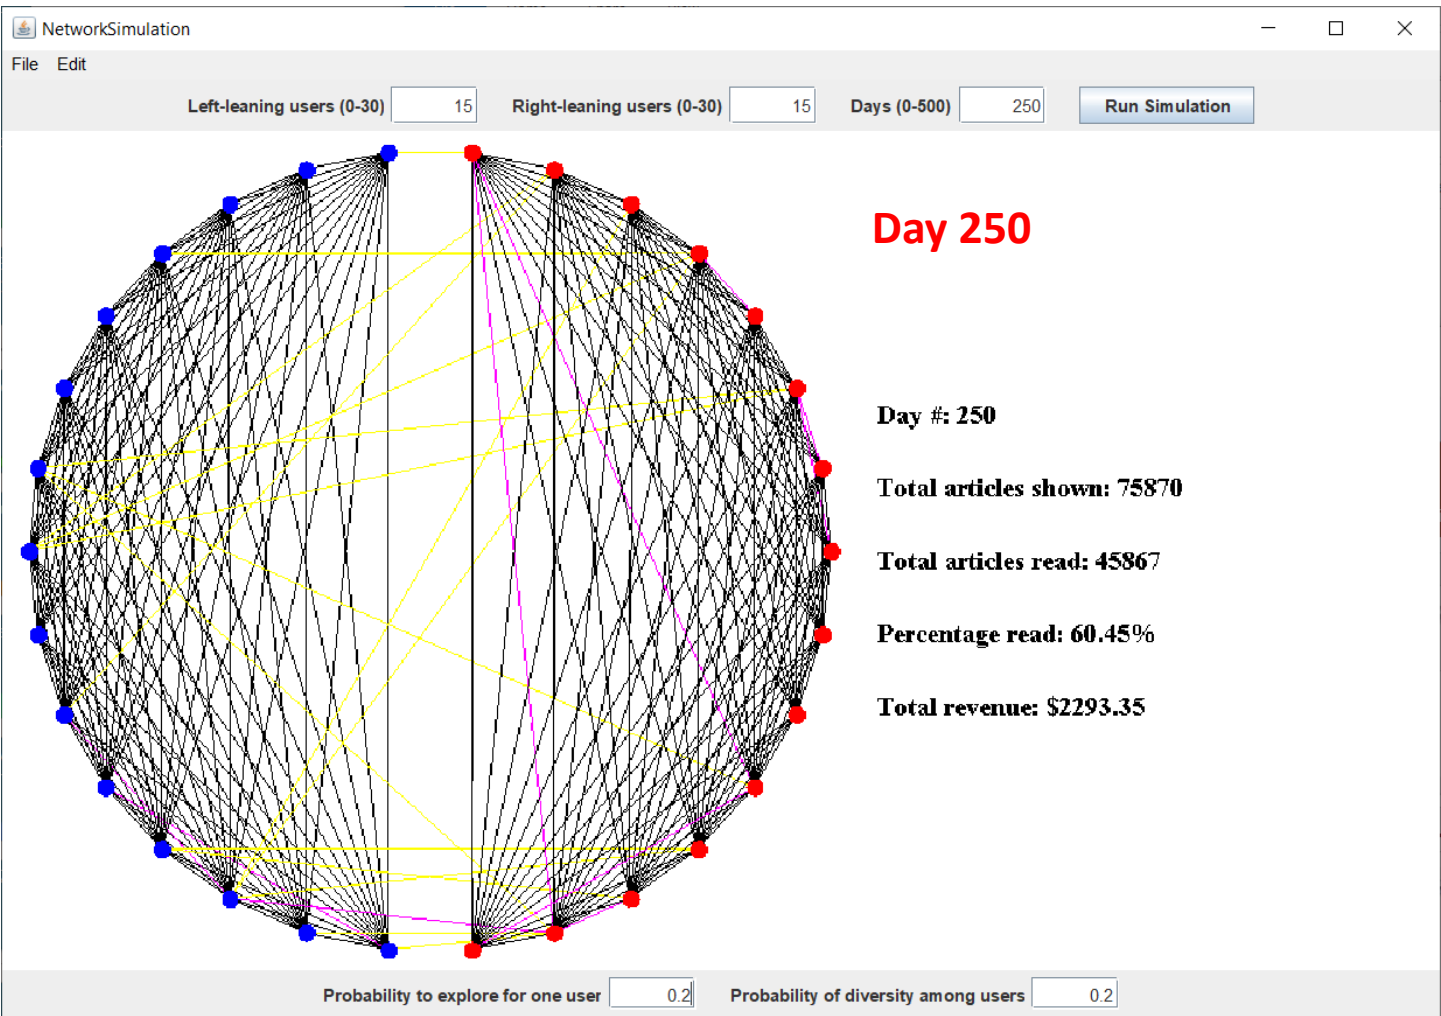 NetworkSimulation
File Edit
Left-leaning users (0-30) 15 Right-leaning users (0-30) 15 Days (0-500) 250 Run Simulation
Day 250
Day #: 250
Total articles shown: 75870
Total articles read: 45867
Percentage read: 60.45%
Total revenue: $2293.35
Probability to explore for one user 0.2 Probability of diversity among users 0.2